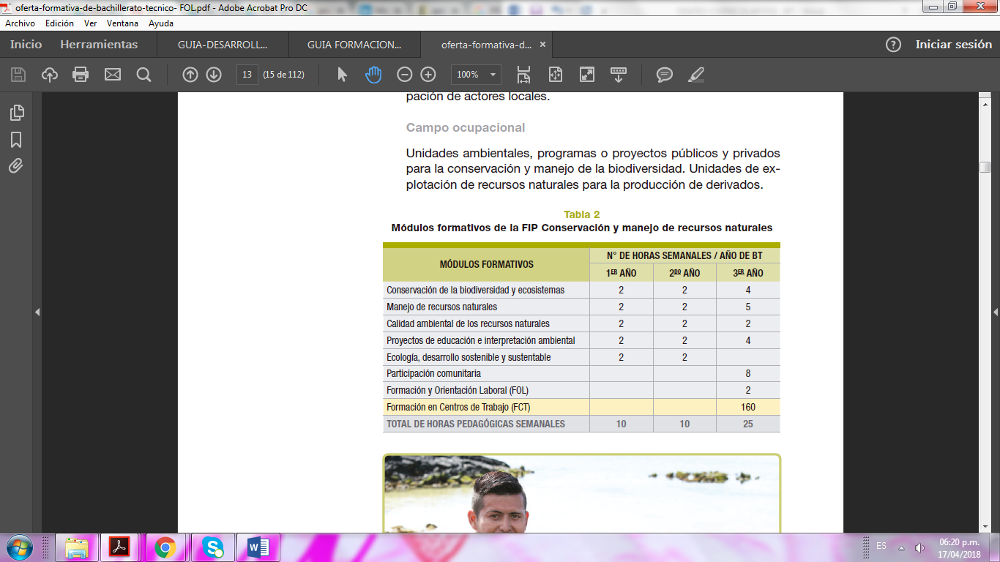 oferta-formativa-de-bachillerato-tecnico- FOL.pdf - Adobe Acrobat Pro DC
Archivo Edición Ver Ventana Ayuda
Inicio Herramientas GUIA-DESARROLL... GUIA FORMACION... oferta-formativa-d... × ? Iniciar sesión
13 (15 de 112) 100%
pación de actores locales.
Campo ocupacional
Unidades ambientales, programas o proyectos públicos y privados
para la conservación y manejo de la biodiversidad. Unidades de ex-
plotación de recursos naturales para la producción de derivados.
Tabla 2
Módulos formativos de la FIP Conservación y manejo de recursos naturales
MÓDULOS FORMATIVOS N° DE HORAS SEMANALES / AÑO DE BT
1ER AÑO 2DO AÑO 3ER AÑO
Conservación de la biodiversidad y ecosistemas 2 2 4
Manejo de recursos naturales 2 2 5
Calidad ambiental de los recursos naturales 2 2 2
Proyectos de educación e interpretación ambiental 2 2 4
Ecología, desarrollo sostenible y sustentable 2 2
Participación comunitaria 8
Formación y Orientación Laboral (FOL) 2
Formación en Centros de Trabajo (FCT) 160
TOTAL DE HORAS PEDAGÓGICAS SEMANALES 10 10 25
ES 06:20 p.m.
17/04/2018